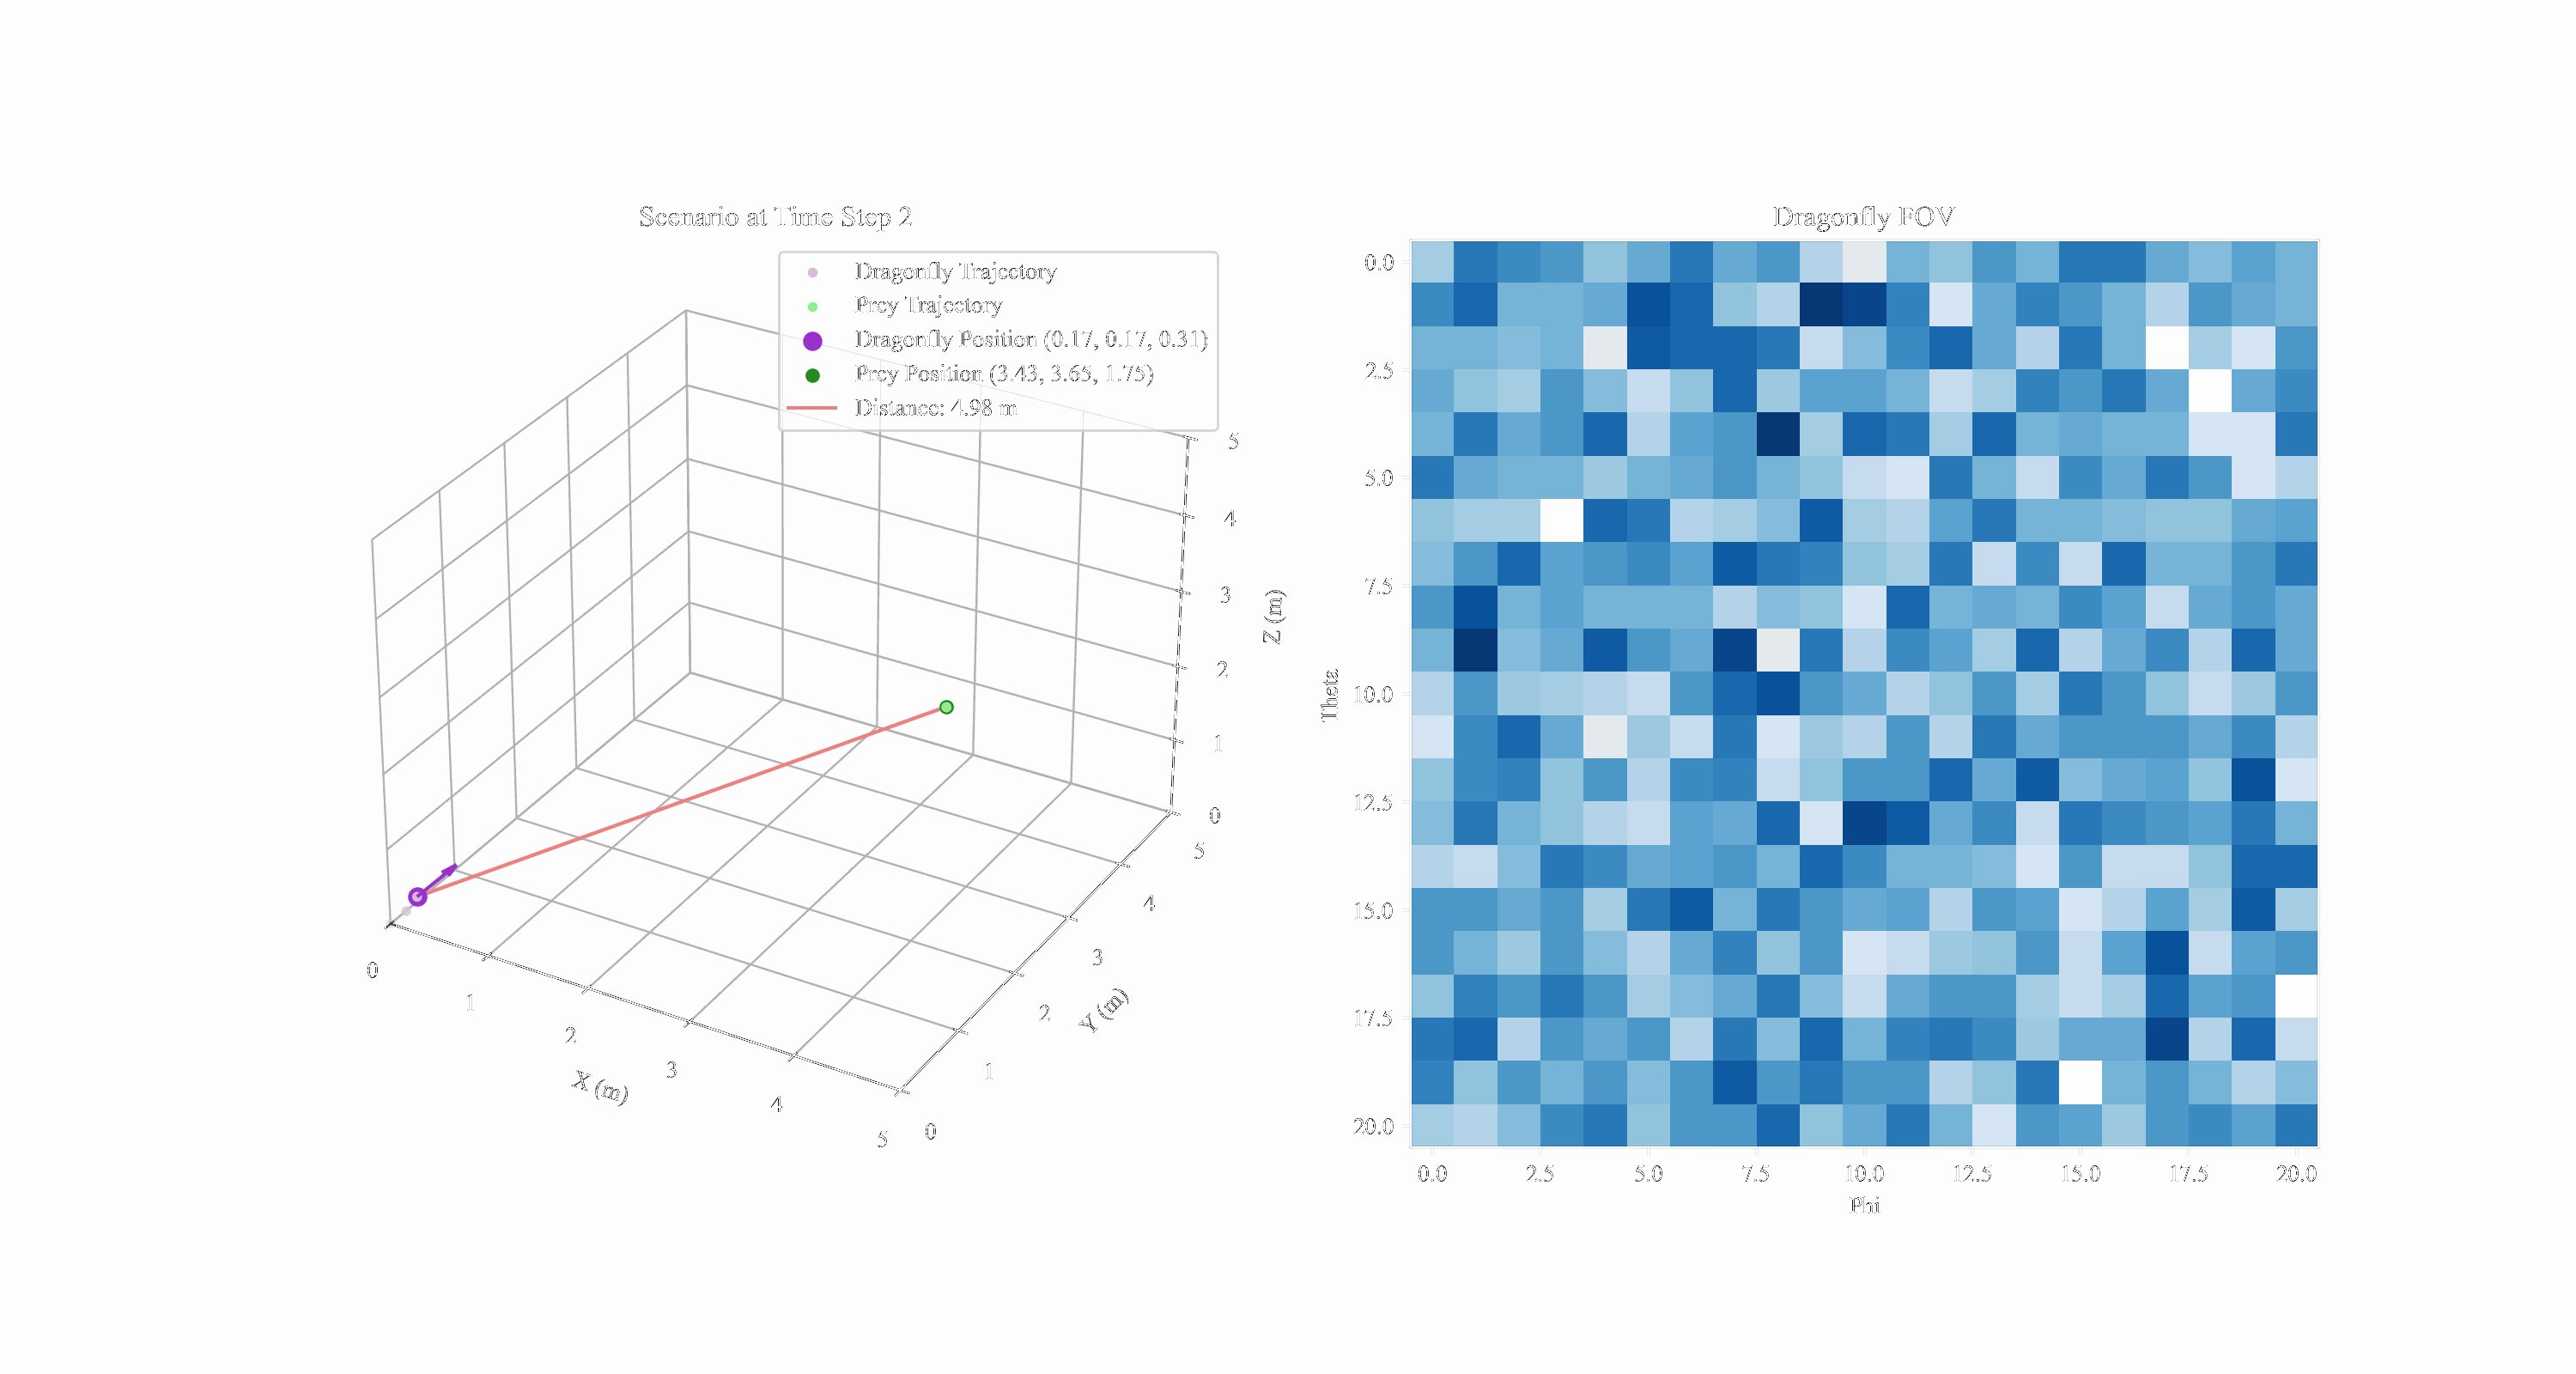 Scenario at Time Step 2
Dragonfly Trajectory
Prey Trajectory
Dragonfly Position (0.17, 0.17, 0.31)
Prey Position (3.43, 3.65, 1.75)
Distance: 4.98 m
5
4
3
2
1
0
Z (m)
5
4
3
2
1
0
Y (m)
0
1
2
3
4
5
X (m)
Dragonfly FOV
0.0
2.5
5.0
7.5
10.0
12.5
15.0
17.5
20.0
Theta
0.0 2.5 5.0 7.5 10.0 12.5 15.0 17.5 20.0
Phi